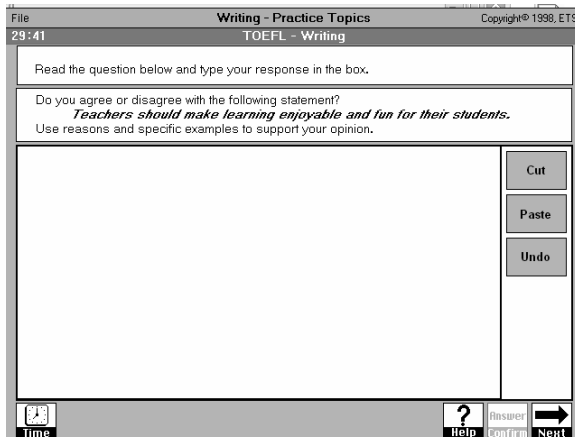 File Writing - Practice Topics Copyright© 1998, ETS
29:41 TOEFL - Writing
Read the question below and type your response in the box.
Do you agree or disagree with the following statement?
Teachers should make learning enjoyable and fun for their students.
Use reasons and specific examples to support your opinion.
Cut
Paste
Undo
Time Help Answer Confirm Next